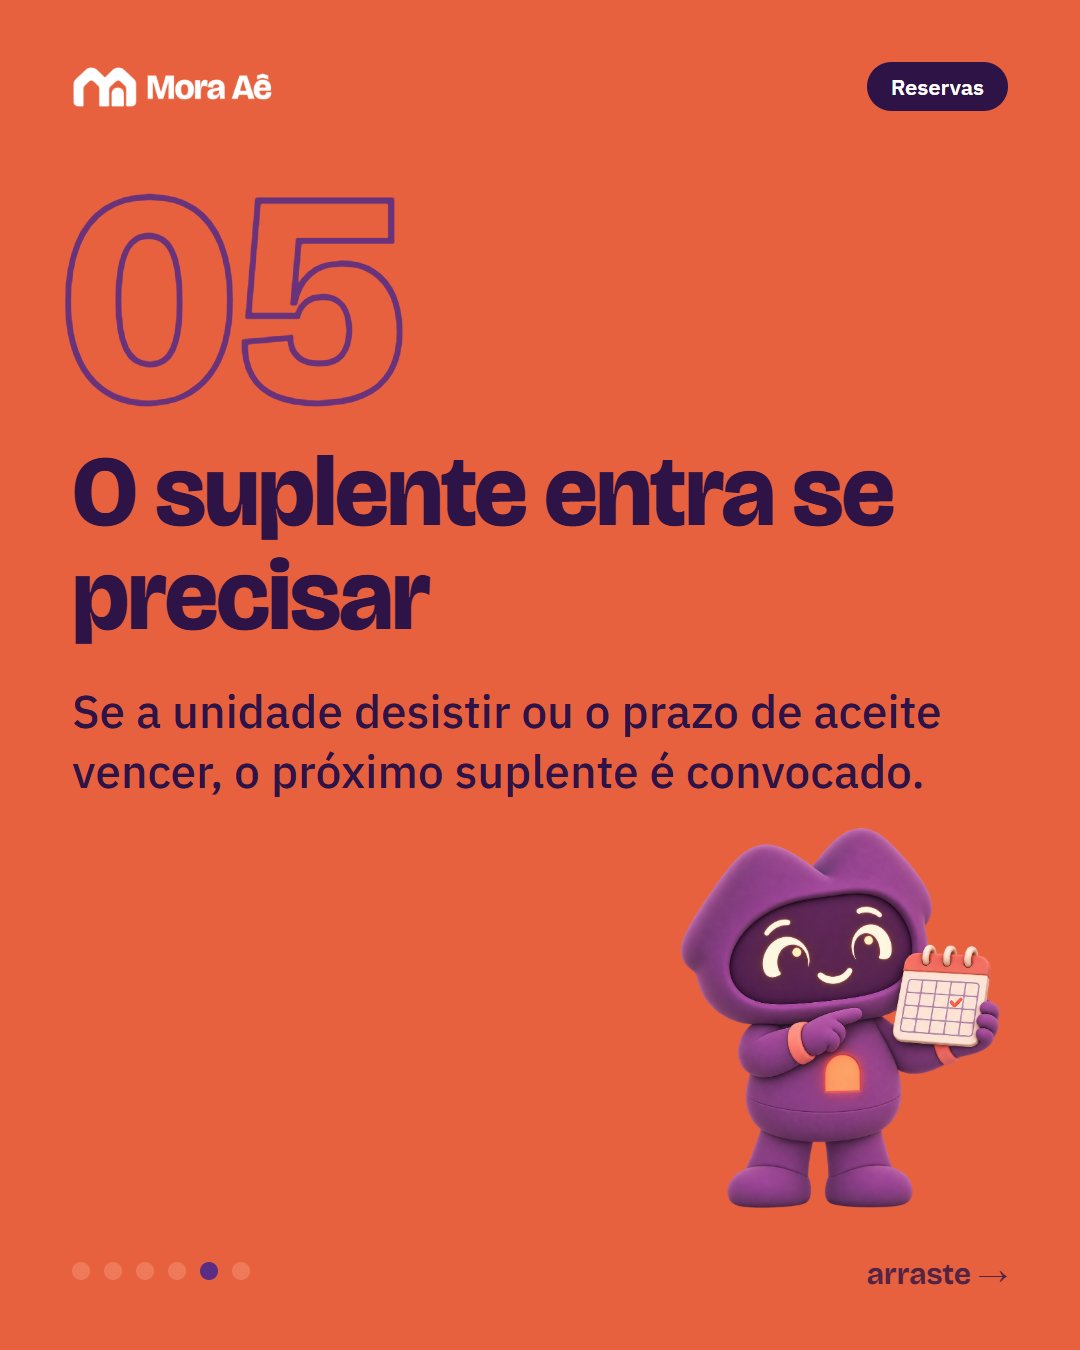 Mora Aê
Reservas
05
O suplente entra se
precisar
Se a unidade desistir ou o prazo de aceite
vencer, o próximo suplente é convocado.
arraste →